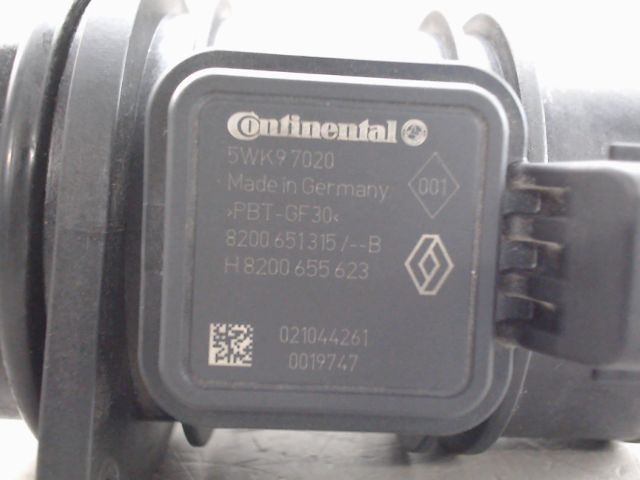 Continental
5WK9 7020
Made in Germany
001
>PBT-GF30<
8200 651 315 /--B
H 8200 655 623
021044261
0019747